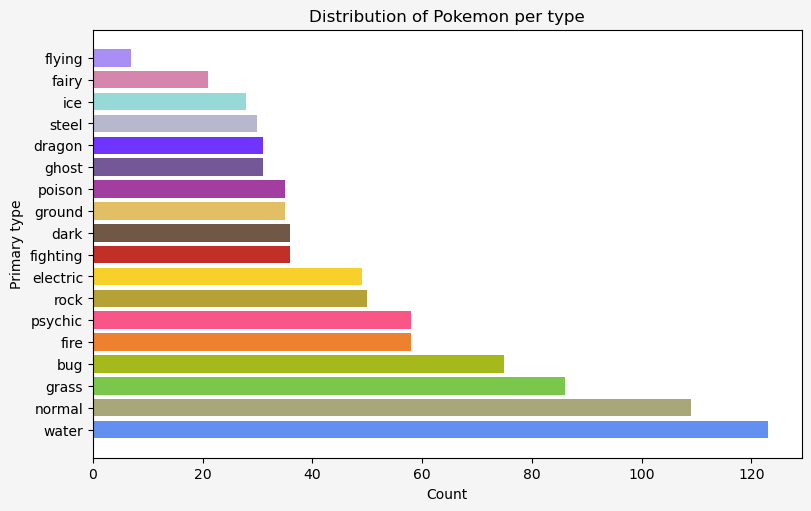 Distribution of Pokemon per type
Primary type
flying
fairy
ice
steel
dragon
ghost
poison
ground
dark
fighting
electric
rock
psychic
fire
bug
grass
normal
water
0 20 40 60 80 100 120
Count